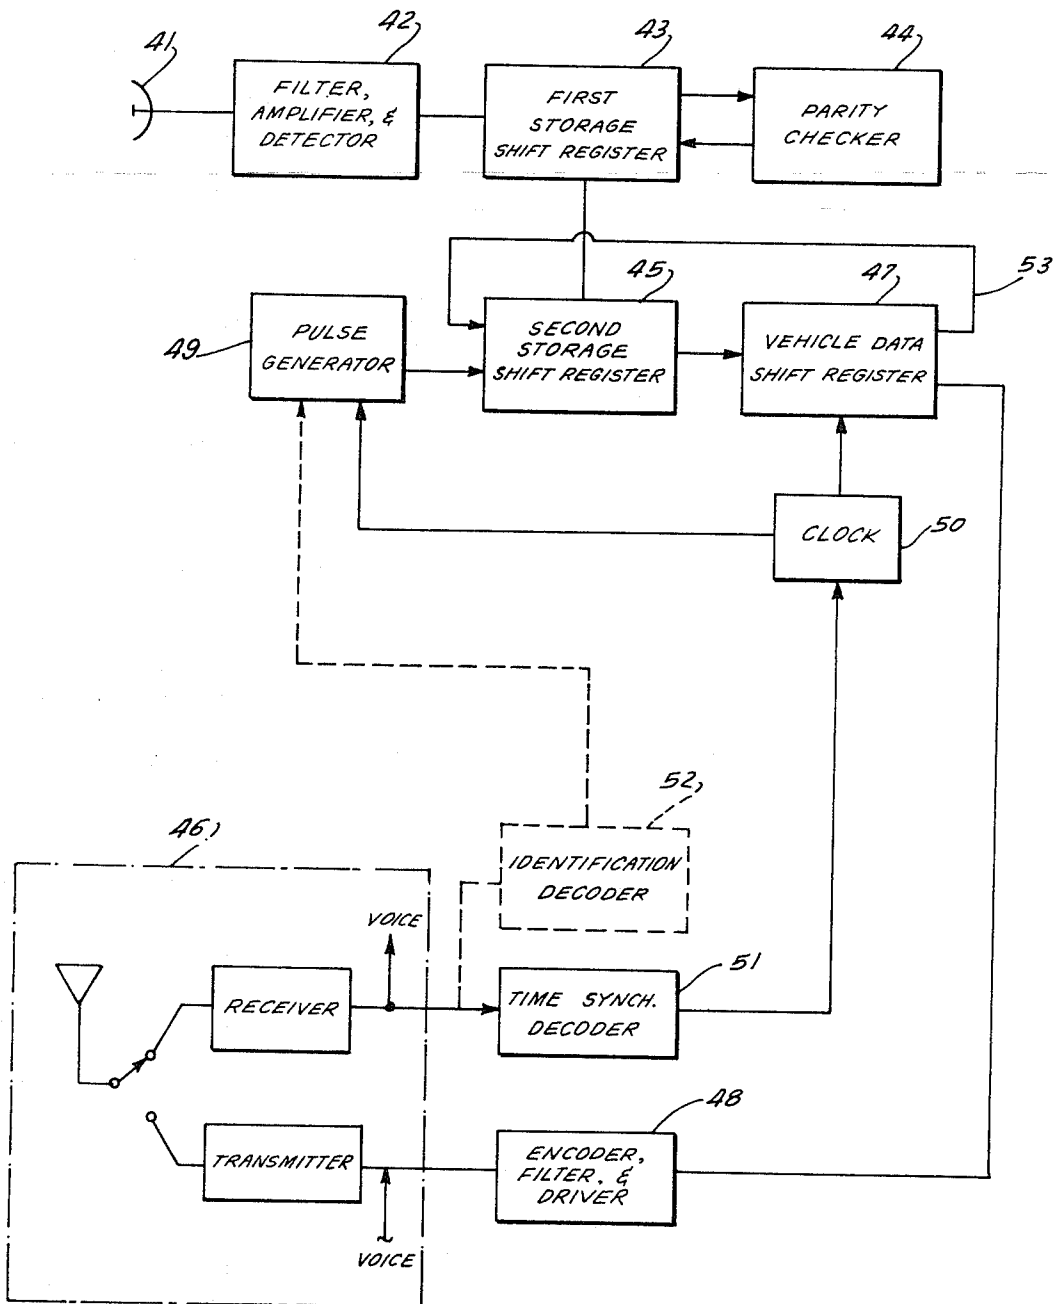 41
42
43
44
FILTER,
AMPLIFIER, &
DETECTOR
FIRST
STORAGE
SHIFT REGISTER
PARITY
CHECKER
45
47
53
49
PULSE
GENERATOR
SECOND
STORAGE
SHIFT REGISTER
VEHICLE DATA
SHIFT REGISTER
CLOCK
50
52
46
IDENTIFICATION
DECODER
VOICE
51
RECEIVER
TIME SYNCH.
DECODER
48
TRANSMITTER
ENCODER,
FILTER, &
DRIVER
VOICE